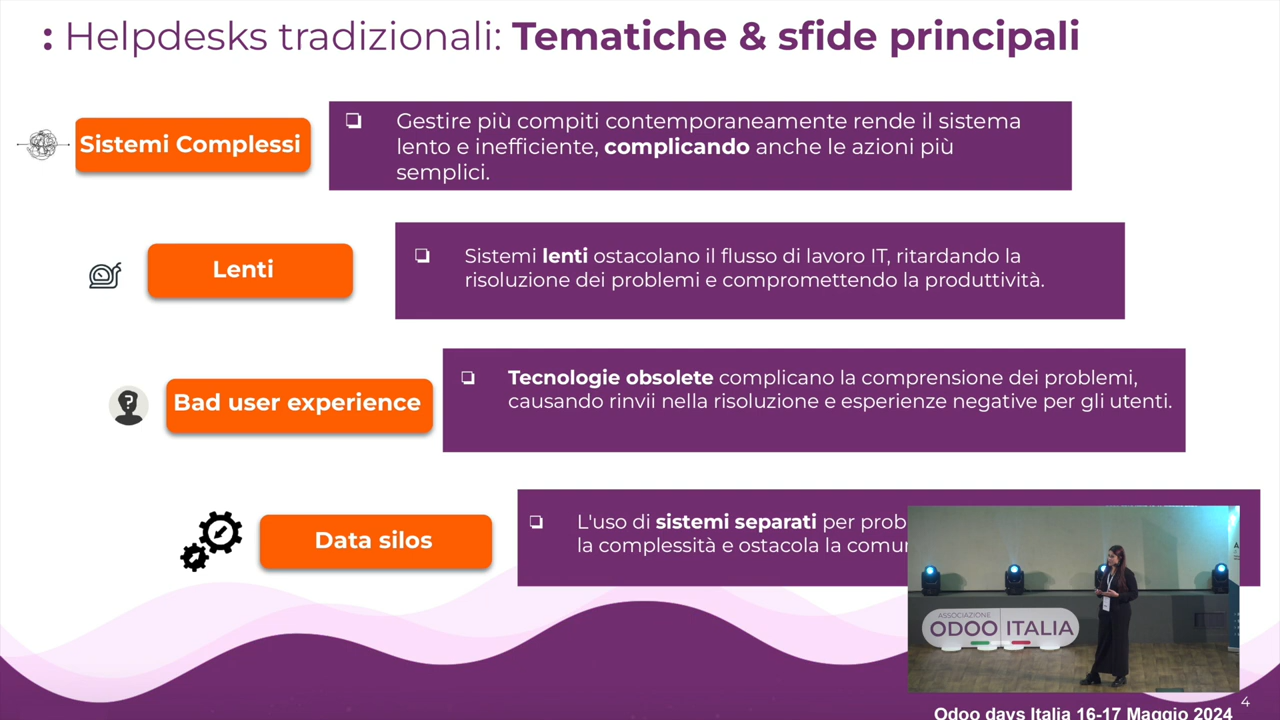 : Helpdesks tradizionali: Tematiche & sfide principali
Sistemi Complessi
❏ Gestire più compiti contemporaneamente rende il sistema
lento e inefficiente, complicando anche le azioni più
semplici.
Lenti
❏ Sistemi lenti ostacolano il flusso di lavoro IT, ritardando la
risoluzione dei problemi e compromettendo la produttività.
Bad user experience
❏ Tecnologie obsolete complicano la comprensione dei problemi,
causando rinvii nella risoluzione e esperienze negative per gli utenti.
Data silos
❏ L'uso di sistemi separati per
la complessità e ostacola la
ASSOCIAZIONE
ODOO ITALIA
Odoo days Italia 16-17 Maggio 2024
4